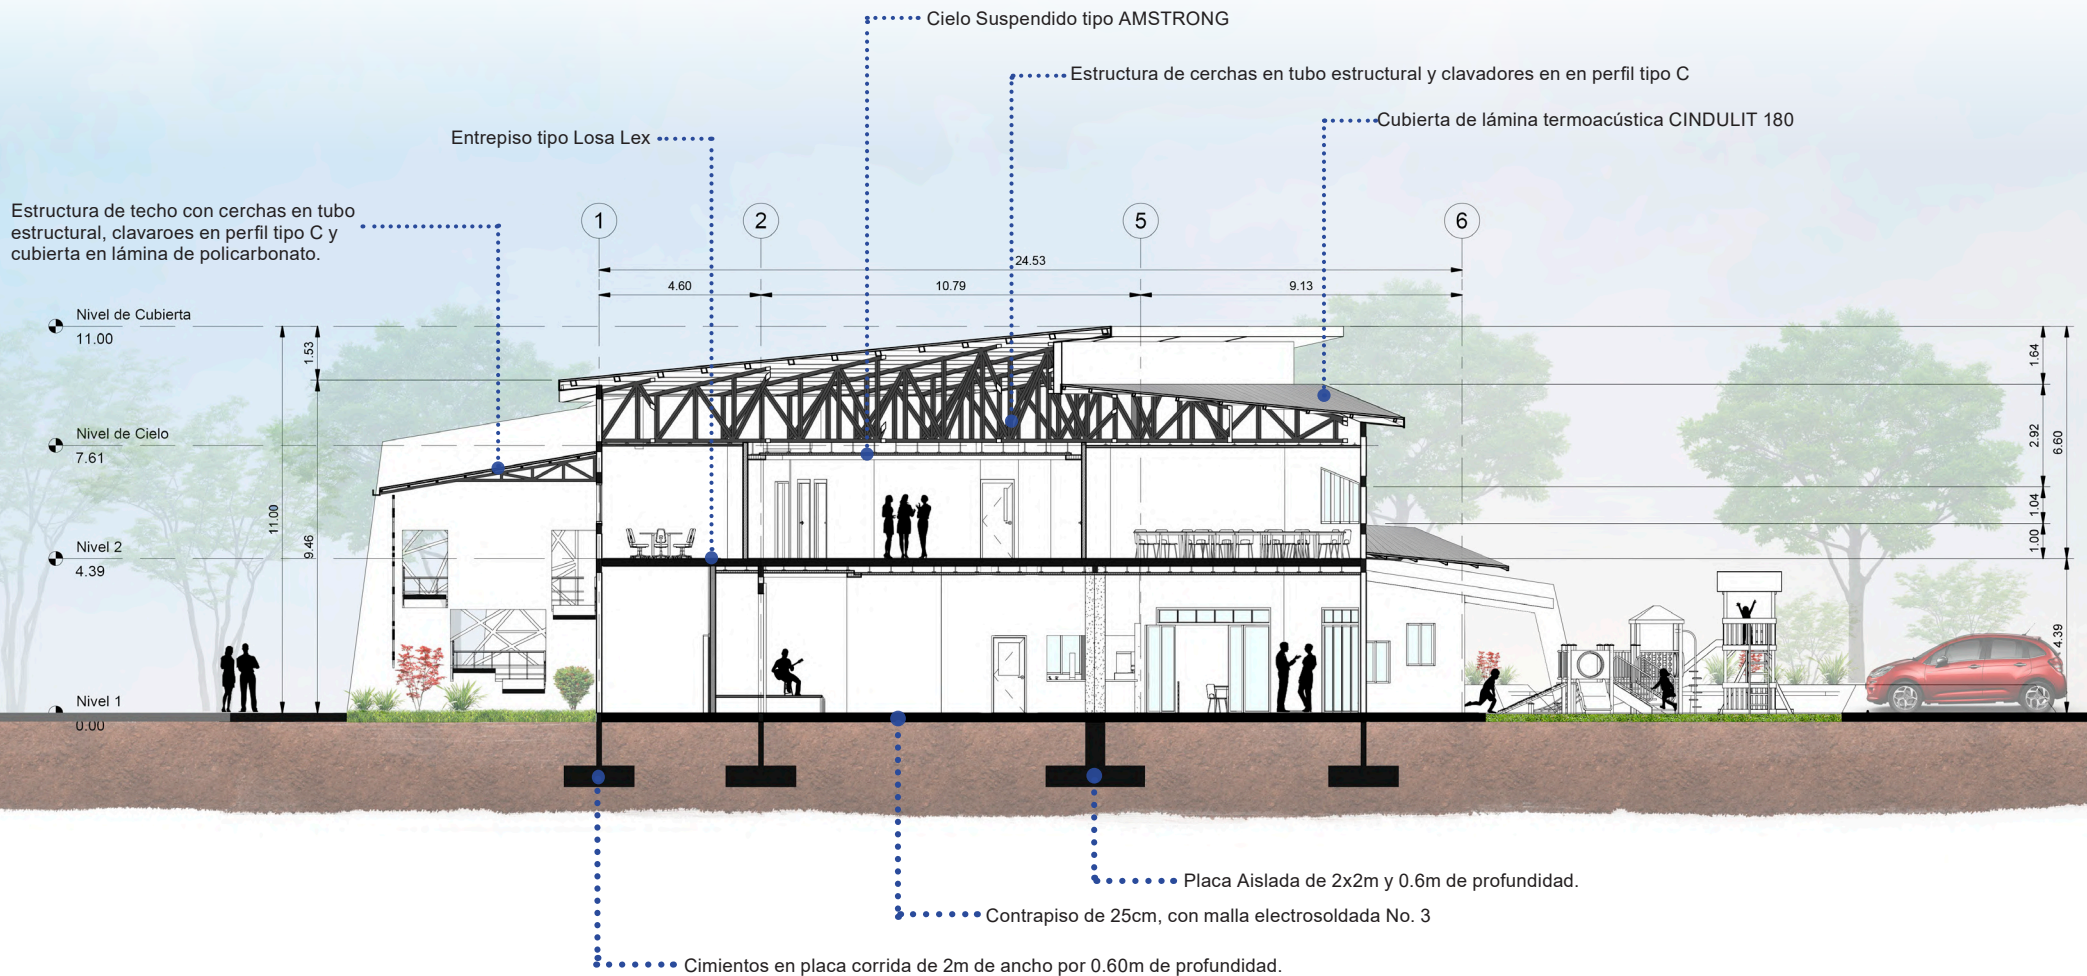 Cielo Suspendido tipo AMSTRONG
Estructura de cerchas en tubo estructural y clavadores en en perfil tipo C
Cubierta de lámina termoacústica CINDULIT 180
Entrepiso tipo Losa Lex
Estructura de techo con cerchas en tubo
estructural, clavaroes en perfil tipo C y
cubierta en lámina de policarbonato.
1
2
5
6
24.53
4.60
10.79
9.13
Nivel de Cubierta
11.00
Nivel de Cielo
7.61
Nivel 2
4.39
Nivel 1
0.00
11.00
1.53
9.46
1.64
2.92
1.04
1.00
6.60
4.39
Placa Aislada de 2x2m y 0.6m de profundidad.
Contrapiso de 25cm, con malla electrosoldada No. 3
Cimientos en placa corrida de 2m de ancho por 0.60m de profundidad.